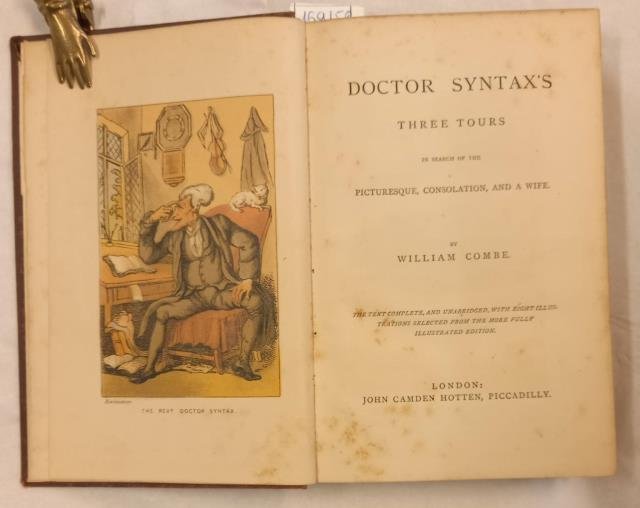 Rowlandson
THE REVD DOCTOR SYNTAX.
DOCTOR SYNTAX'S
THREE TOURS
IN SEARCH OF THE
PICTURESQUE, CONSOLATION, AND A WIFE.
BY
WILLIAM COMBE.
THE TEXT COMPLETE, AND UNABRIDGED, WITH EIGHT ILLUS-
TRATIONS SELECTED FROM THE MORE FULLY
ILLUSTRATED EDITION.
LONDON:
JOHN CAMDEN HOTTEN, PICCADILLY.